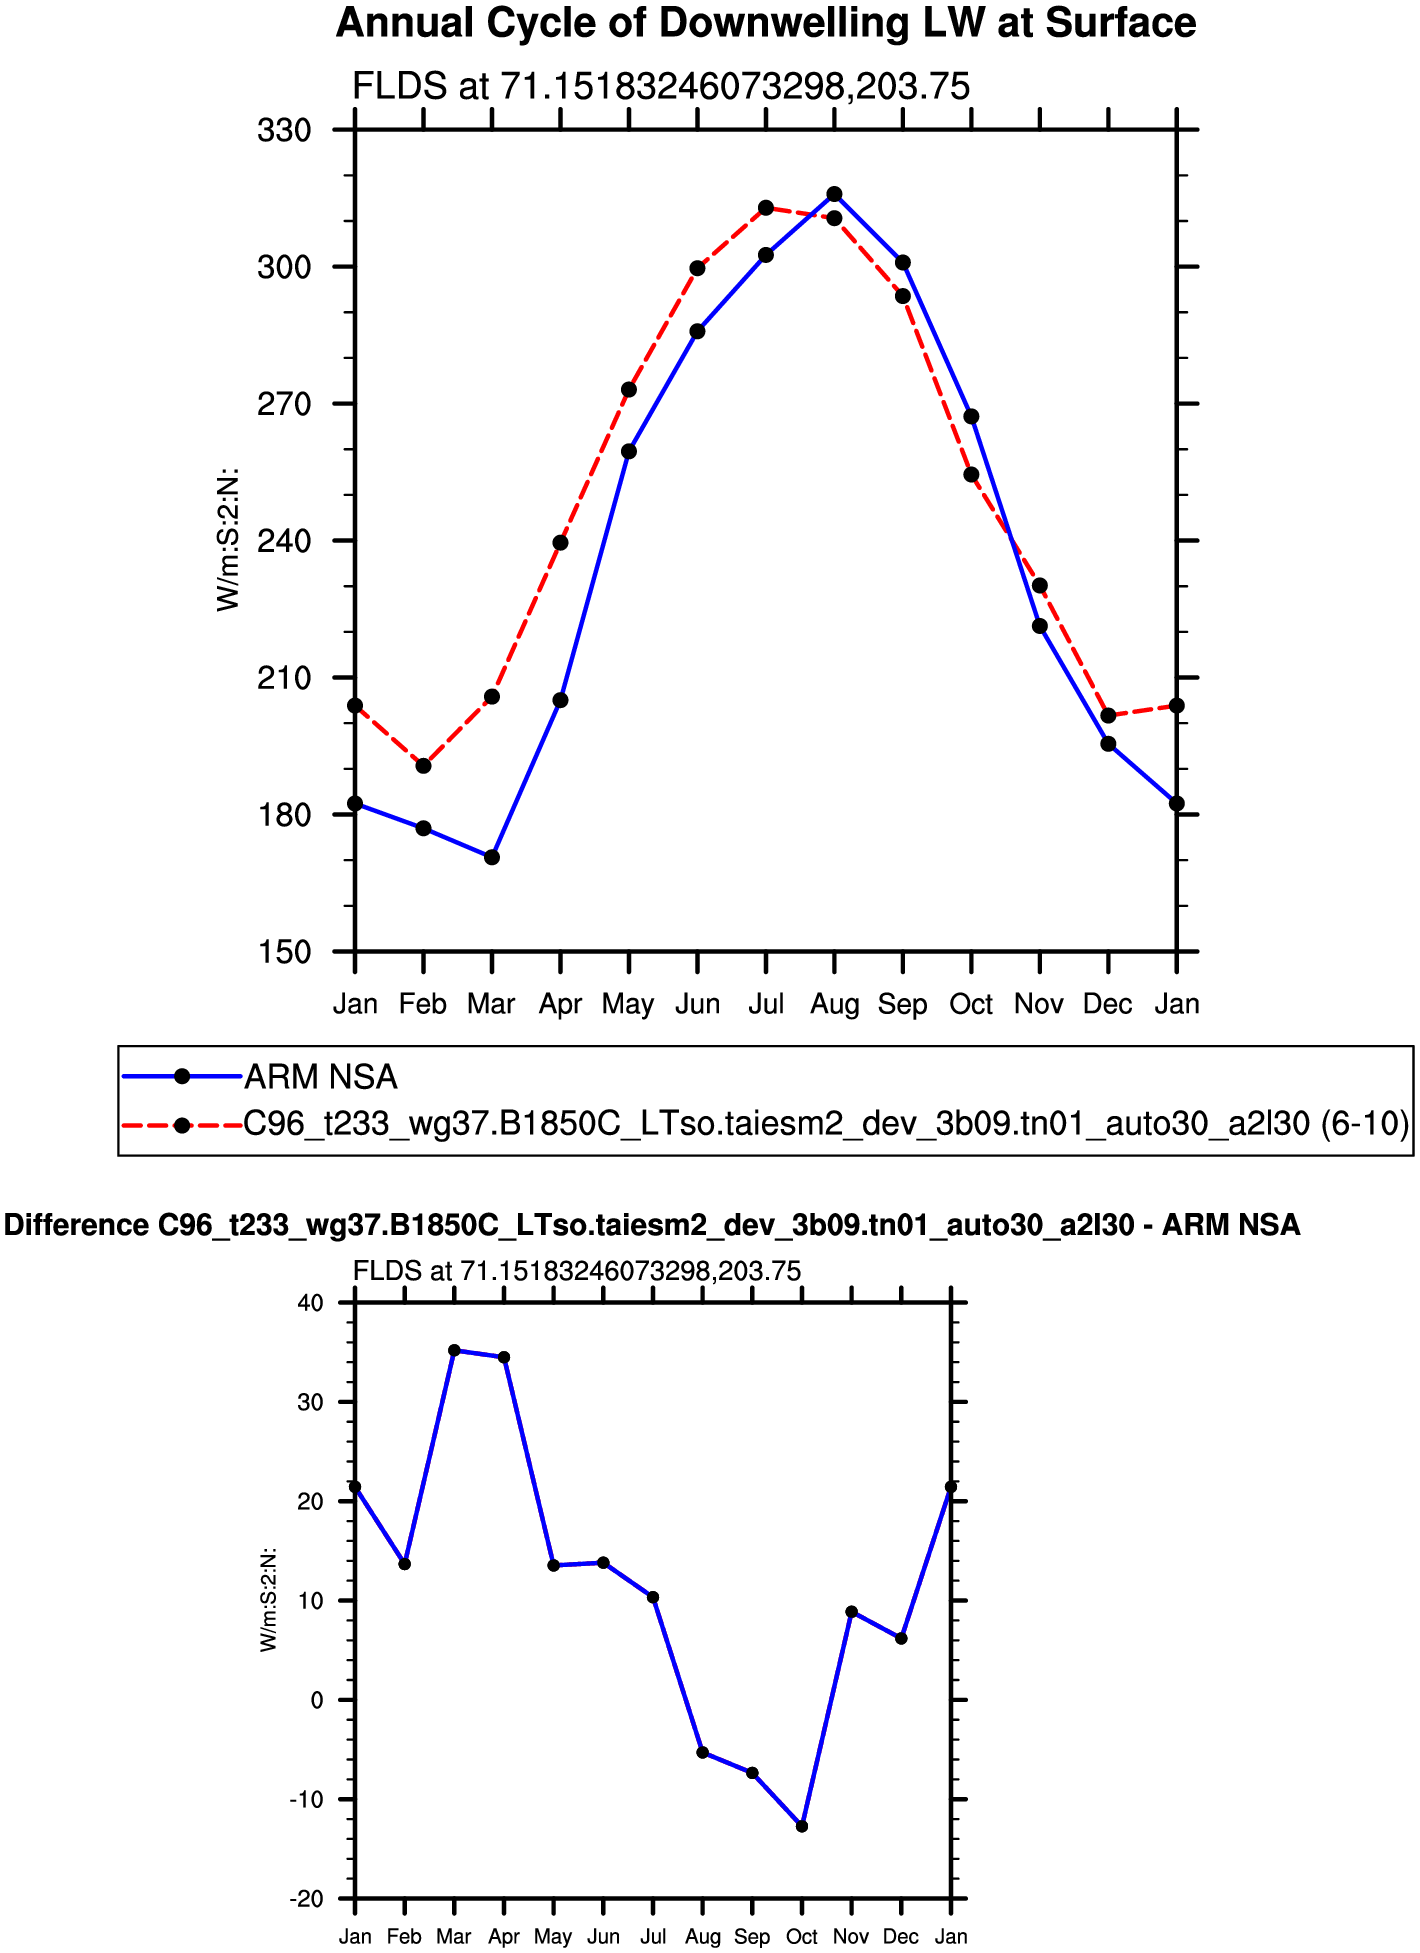 Annual Cycle of Downwelling LW at Surface
FLDS at 71.15183246073298,203.75
330
300
270
240
210
180
150
W/m:S:2:N:
Jan Feb Mar Apr May Jun Jul Aug Sep Oct Nov Dec Jan
ARM NSA
C96_t233_wg37.B1850C_LTso.taiesm2_dev_3b09.tn01_auto30_a2l30 (6-10)
Difference C96_t233_wg37.B1850C_LTso.taiesm2_dev_3b09.tn01_auto30_a2l30 - ARM NSA
FLDS at 71.15183246073298,203.75
40
30
20
10
0
-10
-20
W/m:S:2:N:
Jan Feb Mar Apr May Jun Jul Aug Sep Oct Nov Dec Jan